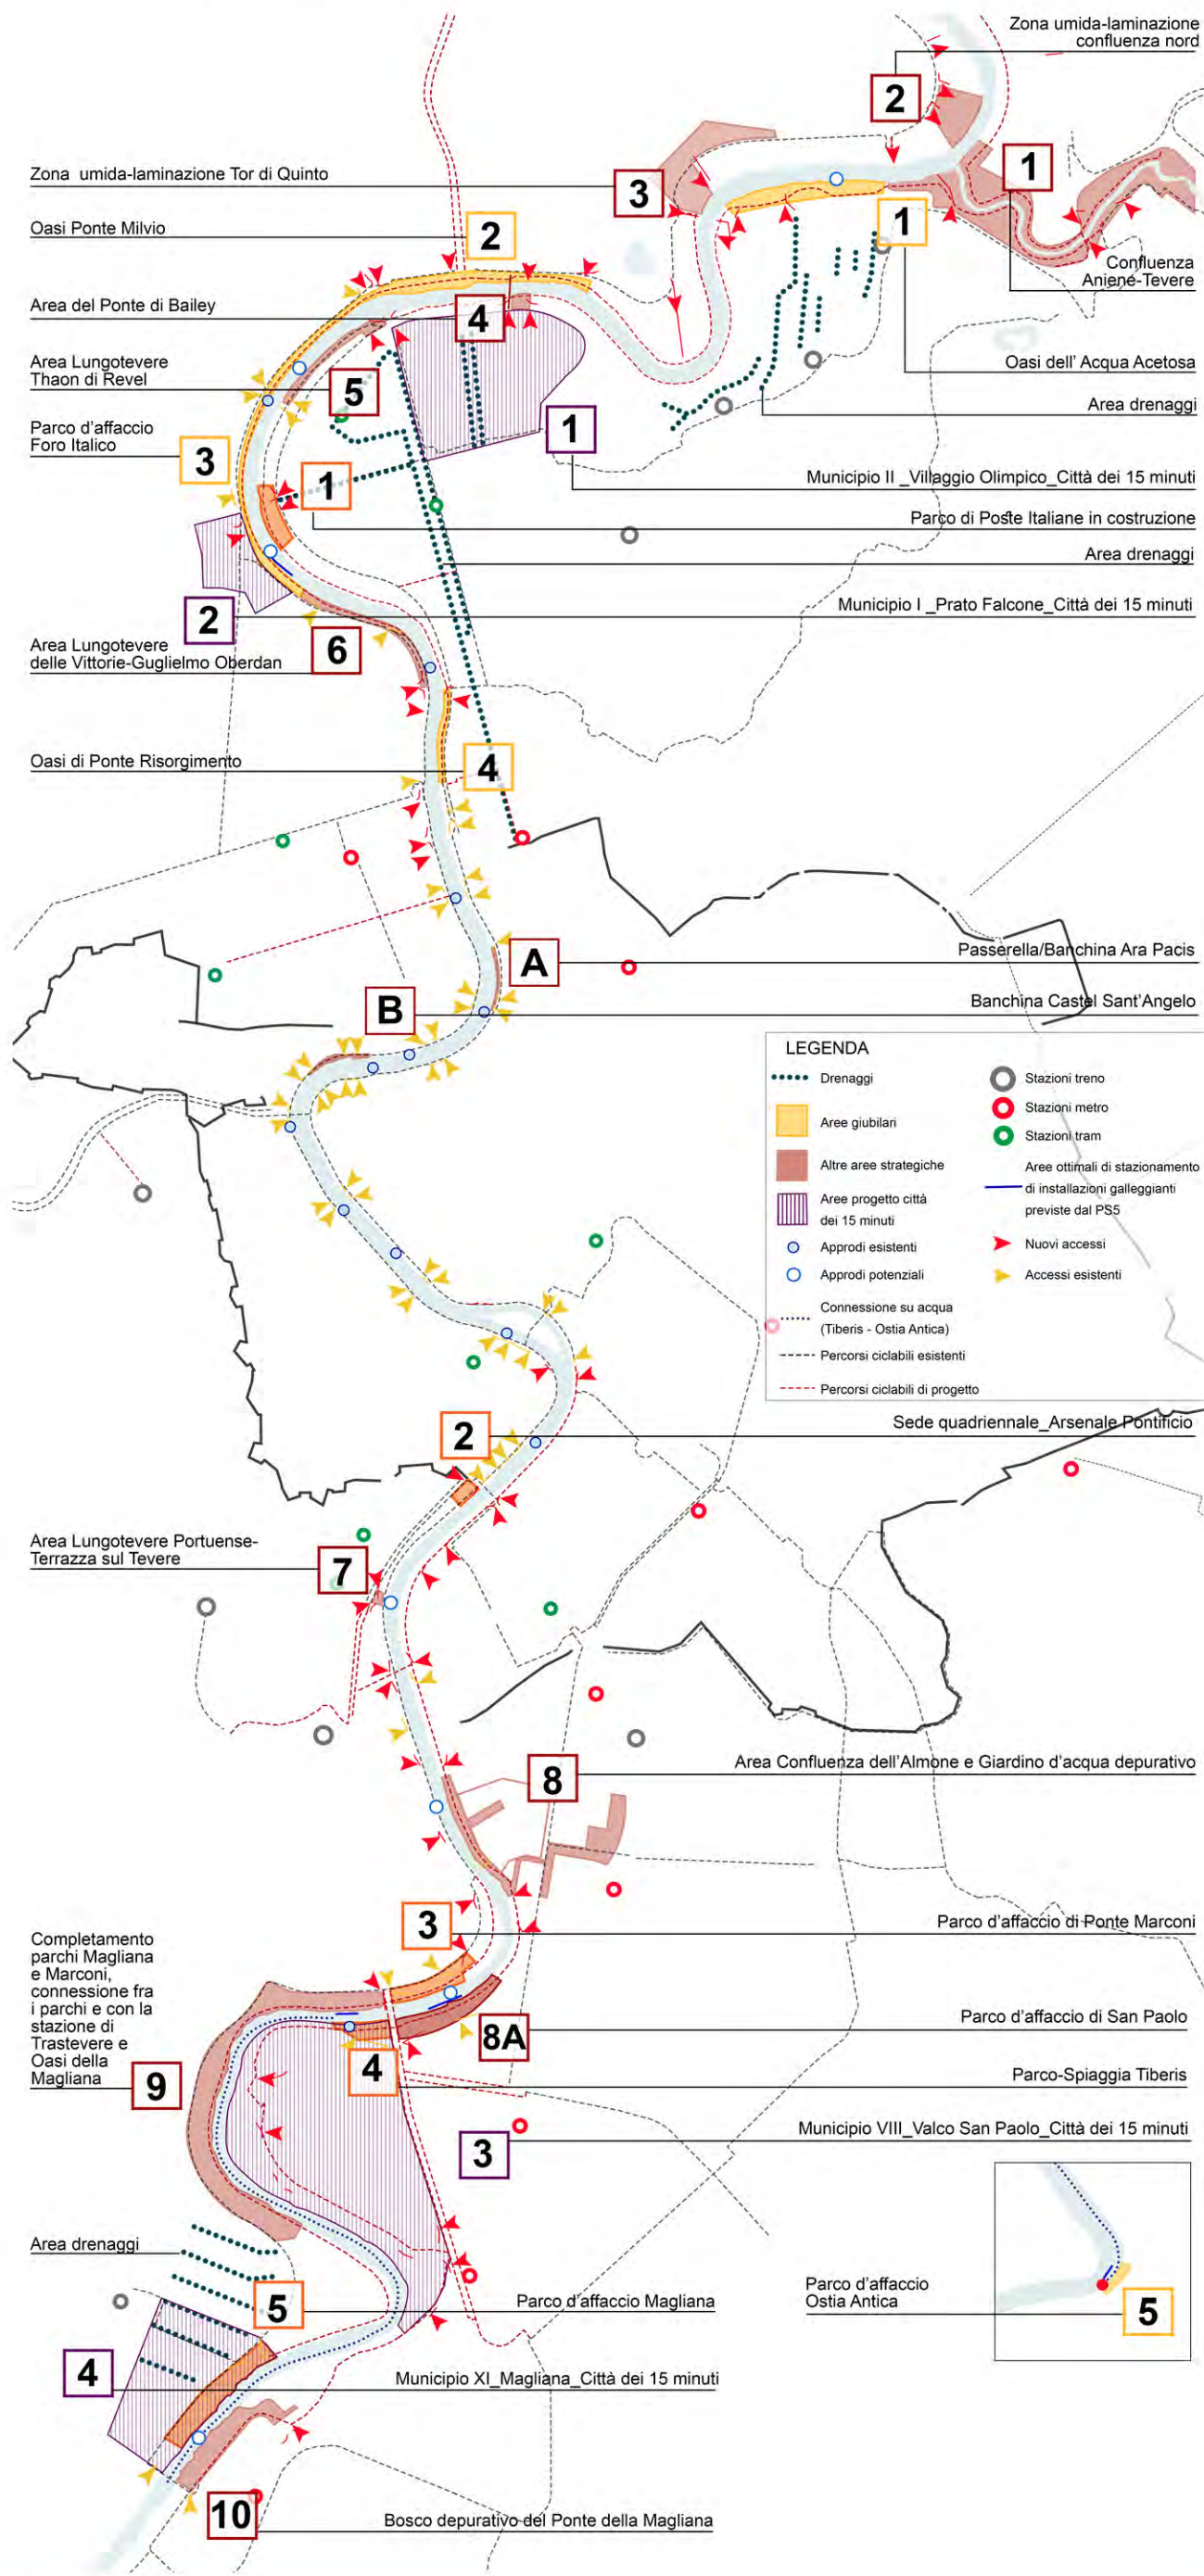 Zona umida-laminazione
confluenza nord
2
1
Zona umida-laminazione Tor di Quinto
3
Oasi Ponte Milvio
2
1
Confluenza
Aniene-Tevere
Area del Ponte di Bailey
4
Oasi dell' Acqua Acetosa
Area Lungotevere
Thaon di Revel
5
Area drenaggi
1
Parco d'affaccio
Foro Italico
3
Municipio II _Villaggio Olimpico_Città dei 15 minuti
1
Parco di Poste Italiane in costruzione
Area drenaggi
2
Municipio I _Prato Falcone_Città dei 15 minuti
Area Lungotevere
delle Vittorie-Guglielmo Oberdan
6
Oasi di Ponte Risorgimento
4
A
Passerella/Banchina Ara Pacis
B
Banchina Castel Sant'Angelo
LEGENDA
Drenaggi
Aree giubilari
Altre aree strategiche
Aree progetto città
dei 15 minuti
Approdi esistenti
Approdi potenziali
Connessione su acqua
(Tiberis - Ostia Antica)
Percorsi ciclabili esistenti
Percorsi ciclabili di progetto
Stazioni treno
Stazioni metro
Stazioni tram
Aree ottimali di stazionamento
di installazioni galleggianti
previste dal PS5
Nuovi accessi
Accessi esistenti
2
Sede quadriennale_Arsenale Pontificio
Area Lungotevere Portuense-
Terrazza sul Tevere
7
8
Area Confluenza dell'Almone e Giardino d'acqua depurativo
3
Parco d'affaccio di Ponte Marconi
Completamento
parchi Magliana
e Marconi,
connessione fra
i parchi e con la
stazione di
Trastevere e
Oasi della
Magliana
9
8A
Parco d'affaccio di San Paolo
4
Parco-Spiaggia Tiberis
3
Municipio VIII_Valco San Paolo_Città dei 15 minuti
Area drenaggi
5
Parco d'affaccio Magliana
Parco d'affaccio
Ostia Antica
5
4
Municipio XI_Magliana_Città dei 15 minuti
10
Bosco depurativo del Ponte della Magliana